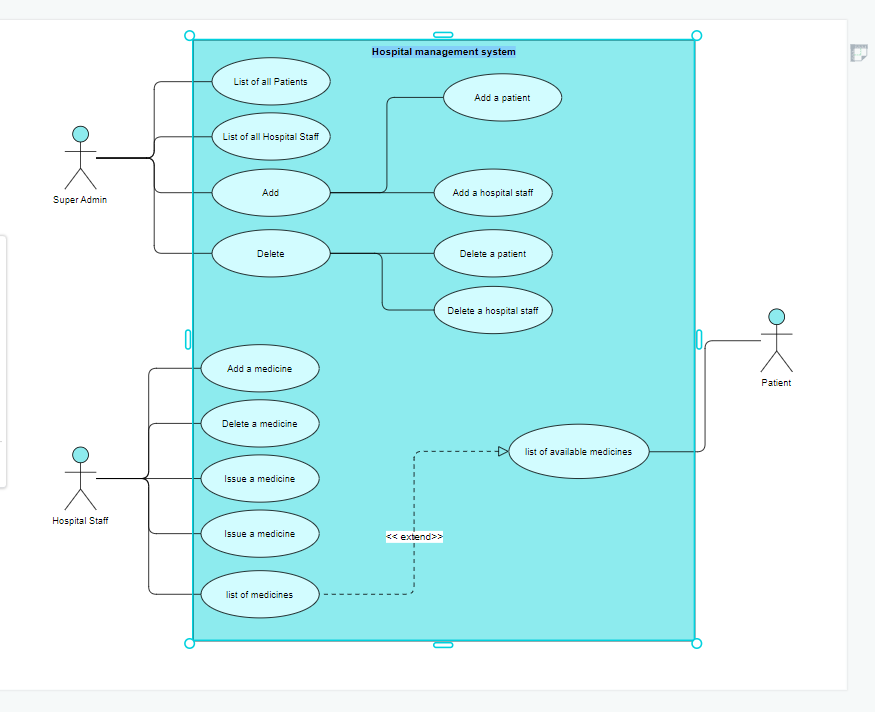 Hospital management system
List of all Patients
Add a patient
List of all Hospital Staff
Add
Add a hospital staff
Super Admin
Delete
Delete a patient
Delete a hospital staff
Add a medicine
Patient
Delete a medicine
list of available medicines
Issue a medicine
Hospital Staff
Issue a medicine
<< extend>>
list of medicines